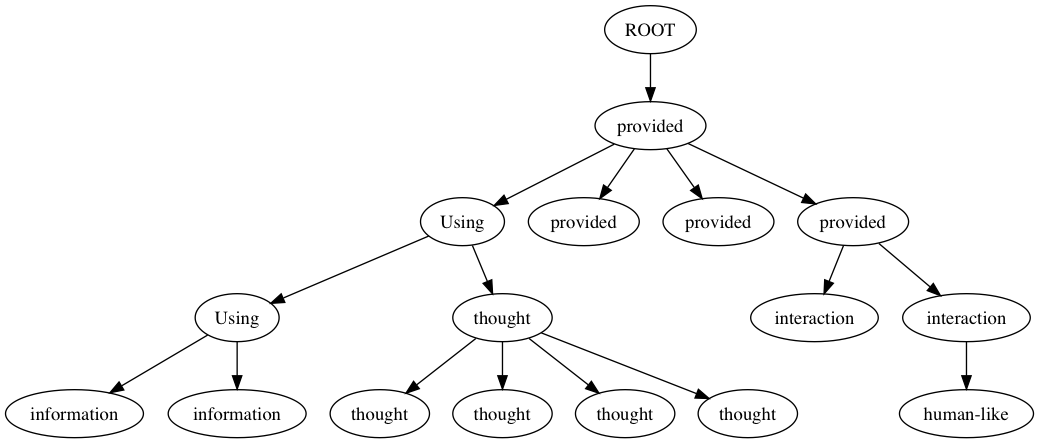 ROOT
provided
Using provided provided provided
Using thought interaction interaction
information information thought thought thought thought human-like